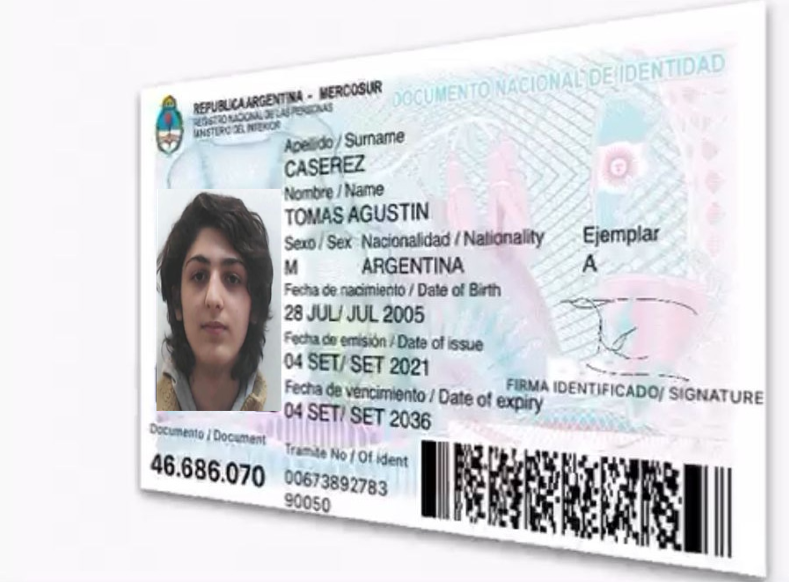 REPUBLICA ARGENTINA - MERCOSUR
REGISTRO NACIONAL DE LAS PERSONAS
MINISTERIO DEL INTERIOR
DOCUMENTO NACIONAL DE IDENTIDAD
Apellido / Surname
CASEREZ
Nombre / Name
TOMAS AGUSTIN
Sexo / Sex Nacionalidad / Nationality Ejemplar
M ARGENTINA A
Fecha de nacimiento / Date of Birth
28 JUL/ JUL 2005
Fecha de emisión / Date of issue
04 SET/ SET 2021
Fecha de vencimiento / Date of expiry
04 SET/ SET 2036
FIRMA IDENTIFICADO/ SIGNATURE
Documento / Document
46.686.070
Tramite No / Of ident
00673892783
90050